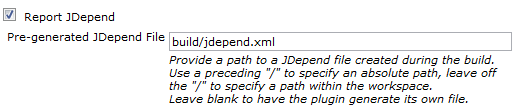 Report JDepend
Pre-generated JDepend File build/jdepend.xml
Provide a path to a JDepend file created during the build.
Use a preceding "/" to specify an absolute path, leave off
the "/" to specify a path within the workspace.
Leave blank to have the plugin generate its own file.